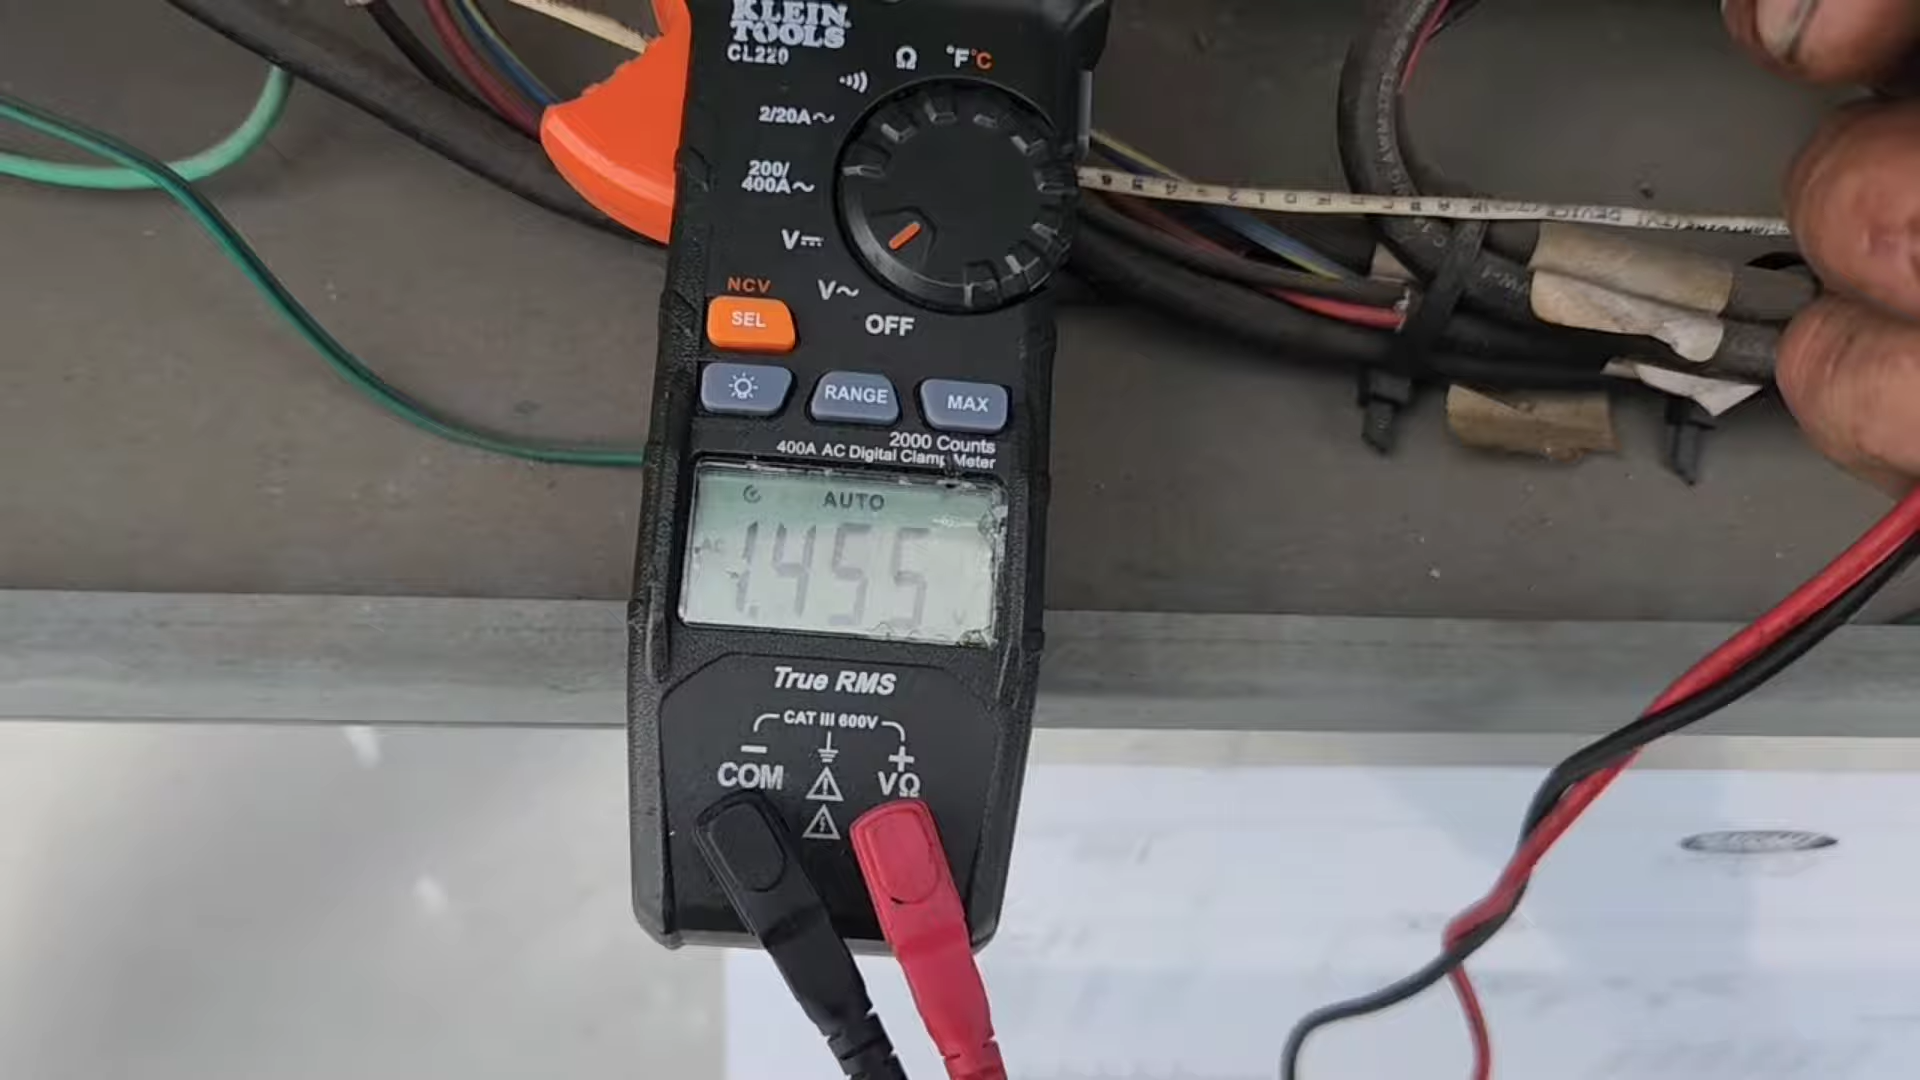 KLEIN
TOOLS
CL220
Ω
°F°C
2/20A~
200/
400A~
V
V~
OFF
NCV
SEL
RANGE
MAX
2000 Counts
400A AC Digital Clamp Meter
AUTO
AC
1.455
V
True RMS
CAT III 600V
− +
COM
VΩ